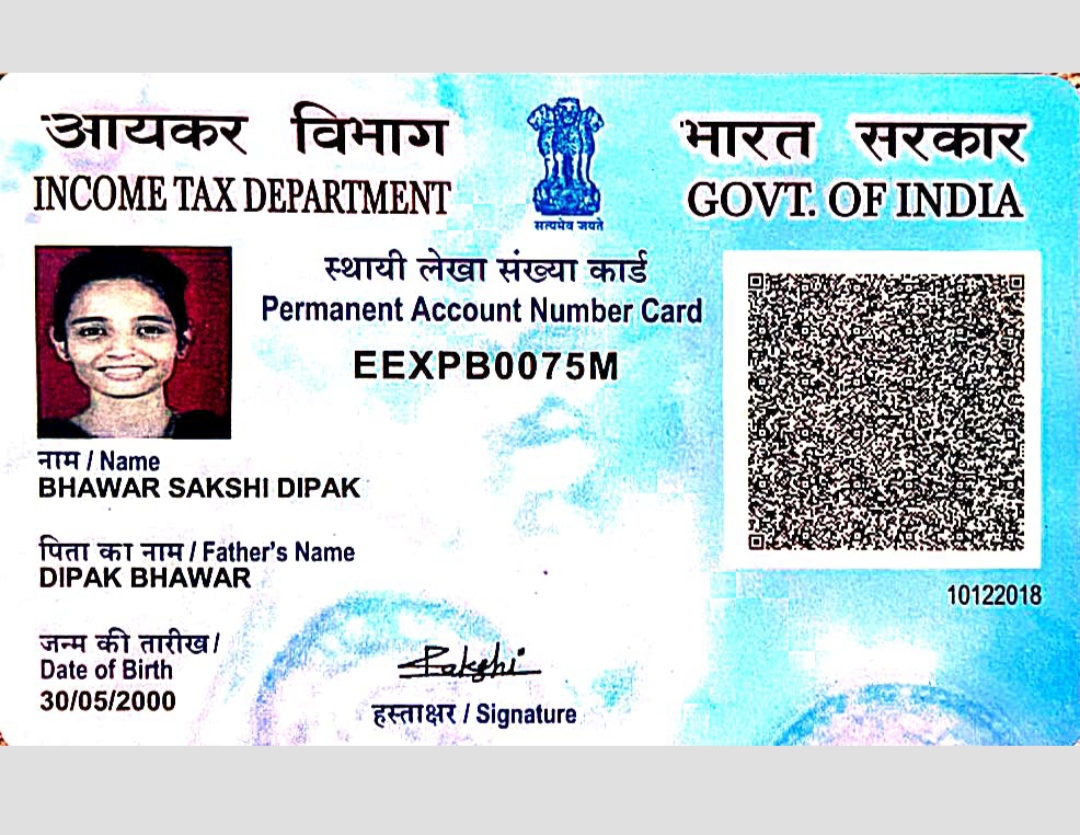 आयकर विभाग
INCOME TAX DEPARTMENT
सत्यमेव जयते
भारत सरकार
GOVT. OF INDIA
स्थायी लेखा संख्या कार्ड
Permanent Account Number Card
EEXPB0075M
नाम / Name
BHAWAR SAKSHI DIPAK
पिता का नाम / Father's Name
DIPAK BHAWAR
10122018
जन्म की तारीख/
Date of Birth
30/05/2000
Sakshi
हस्ताक्षर / Signature